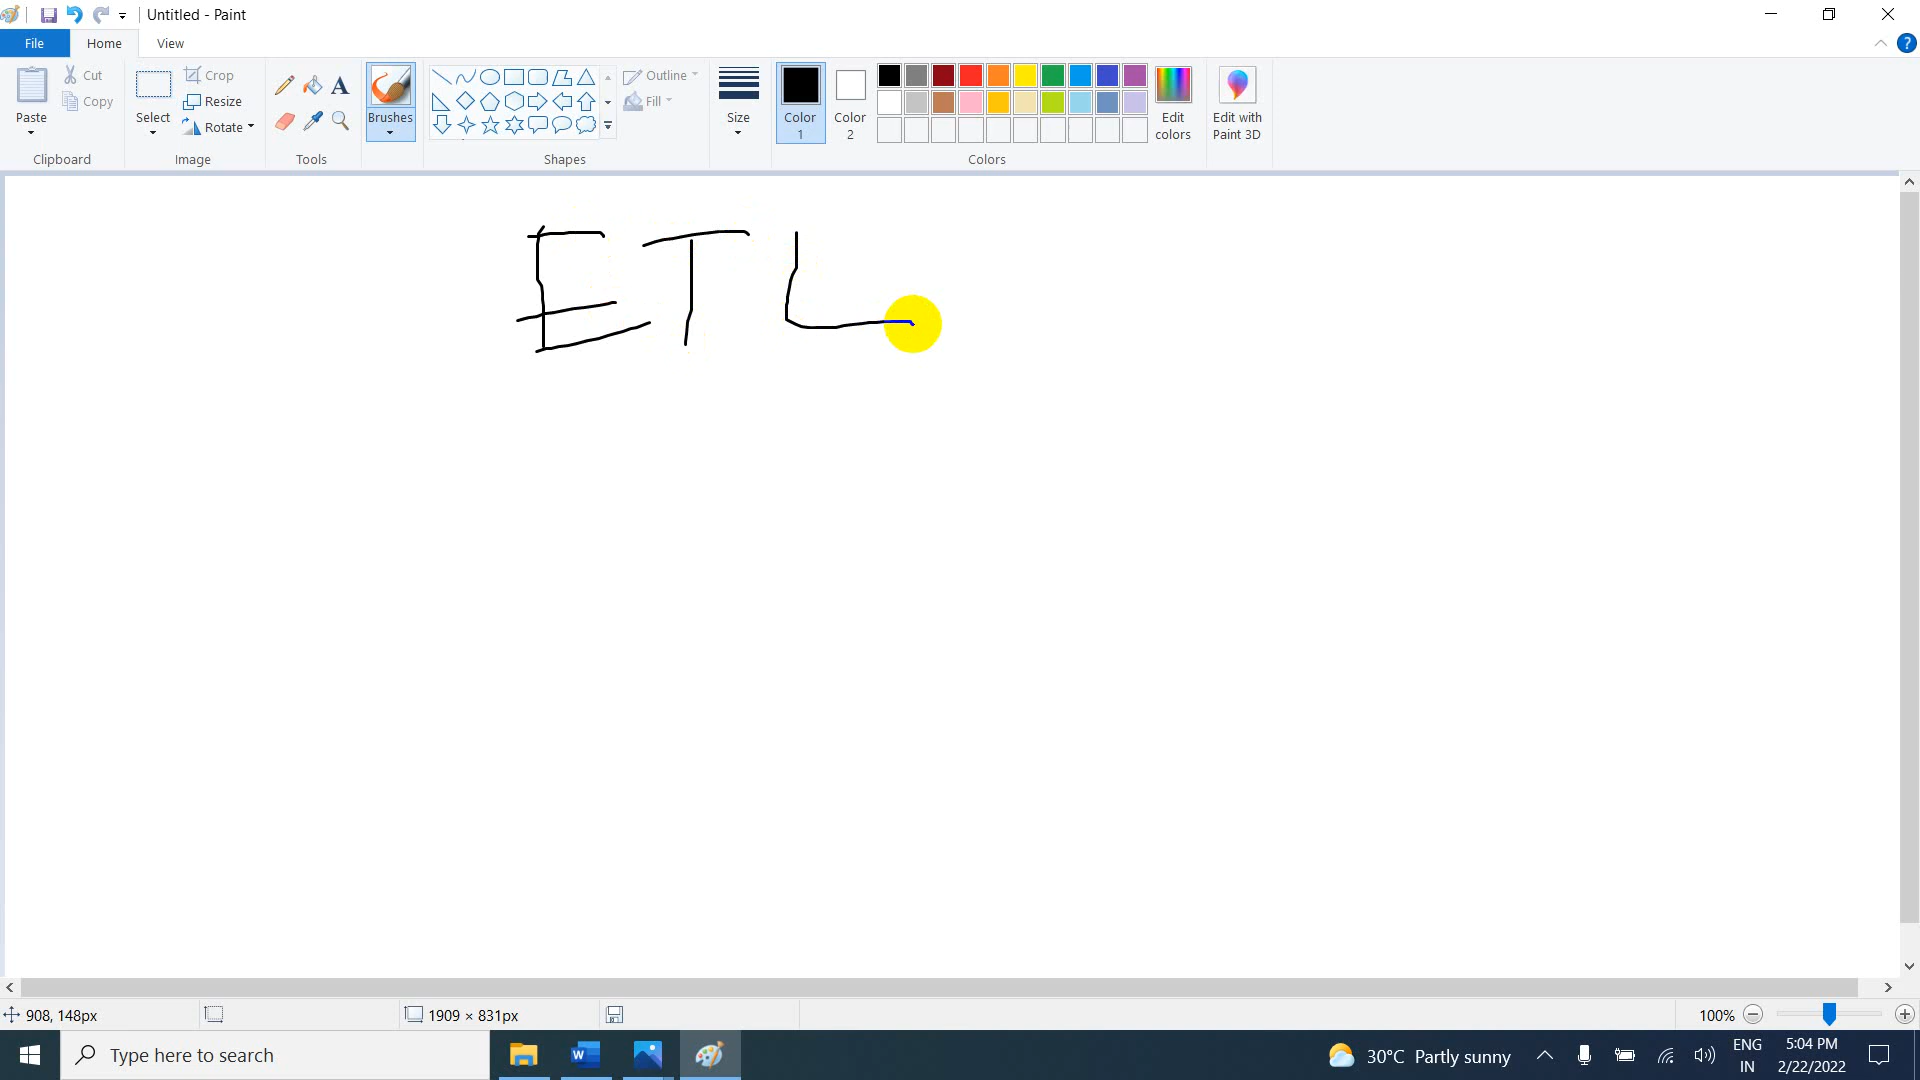 Untitled - Paint
File Home View
Paste Cut Copy Clipboard
Select Crop Resize Rotate Image
A Tools
Brushes
Outline Fill Shapes
Size
Color 1 Color 2 Edit colors Colors
Edit with Paint 3D
ETL
908, 148px 1909 × 831px 100%
Type here to search W 30°C Partly sunny ENG IN 5:04 PM 2/22/2022